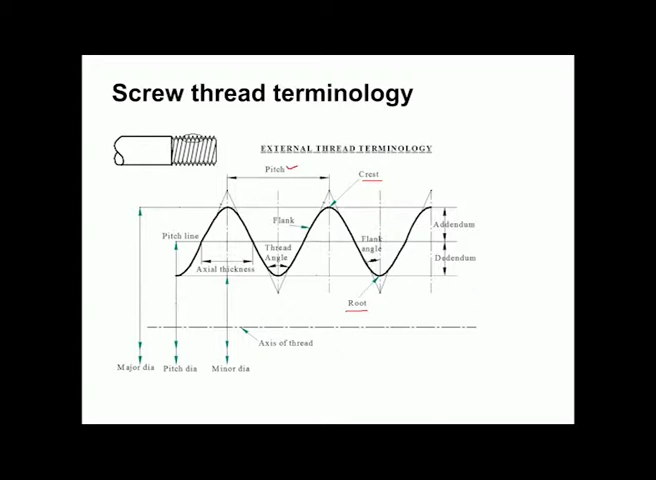 Screw thread terminology
EXTERNAL THREAD TERMINOLOGY
Pitch
Crest
Flank
Addendum
Pitch line
Thread
Angle
Flank
angle
Dedendum
Axial thickness
Root
Axis of thread
Major dia
Pitch dia
Minor dia